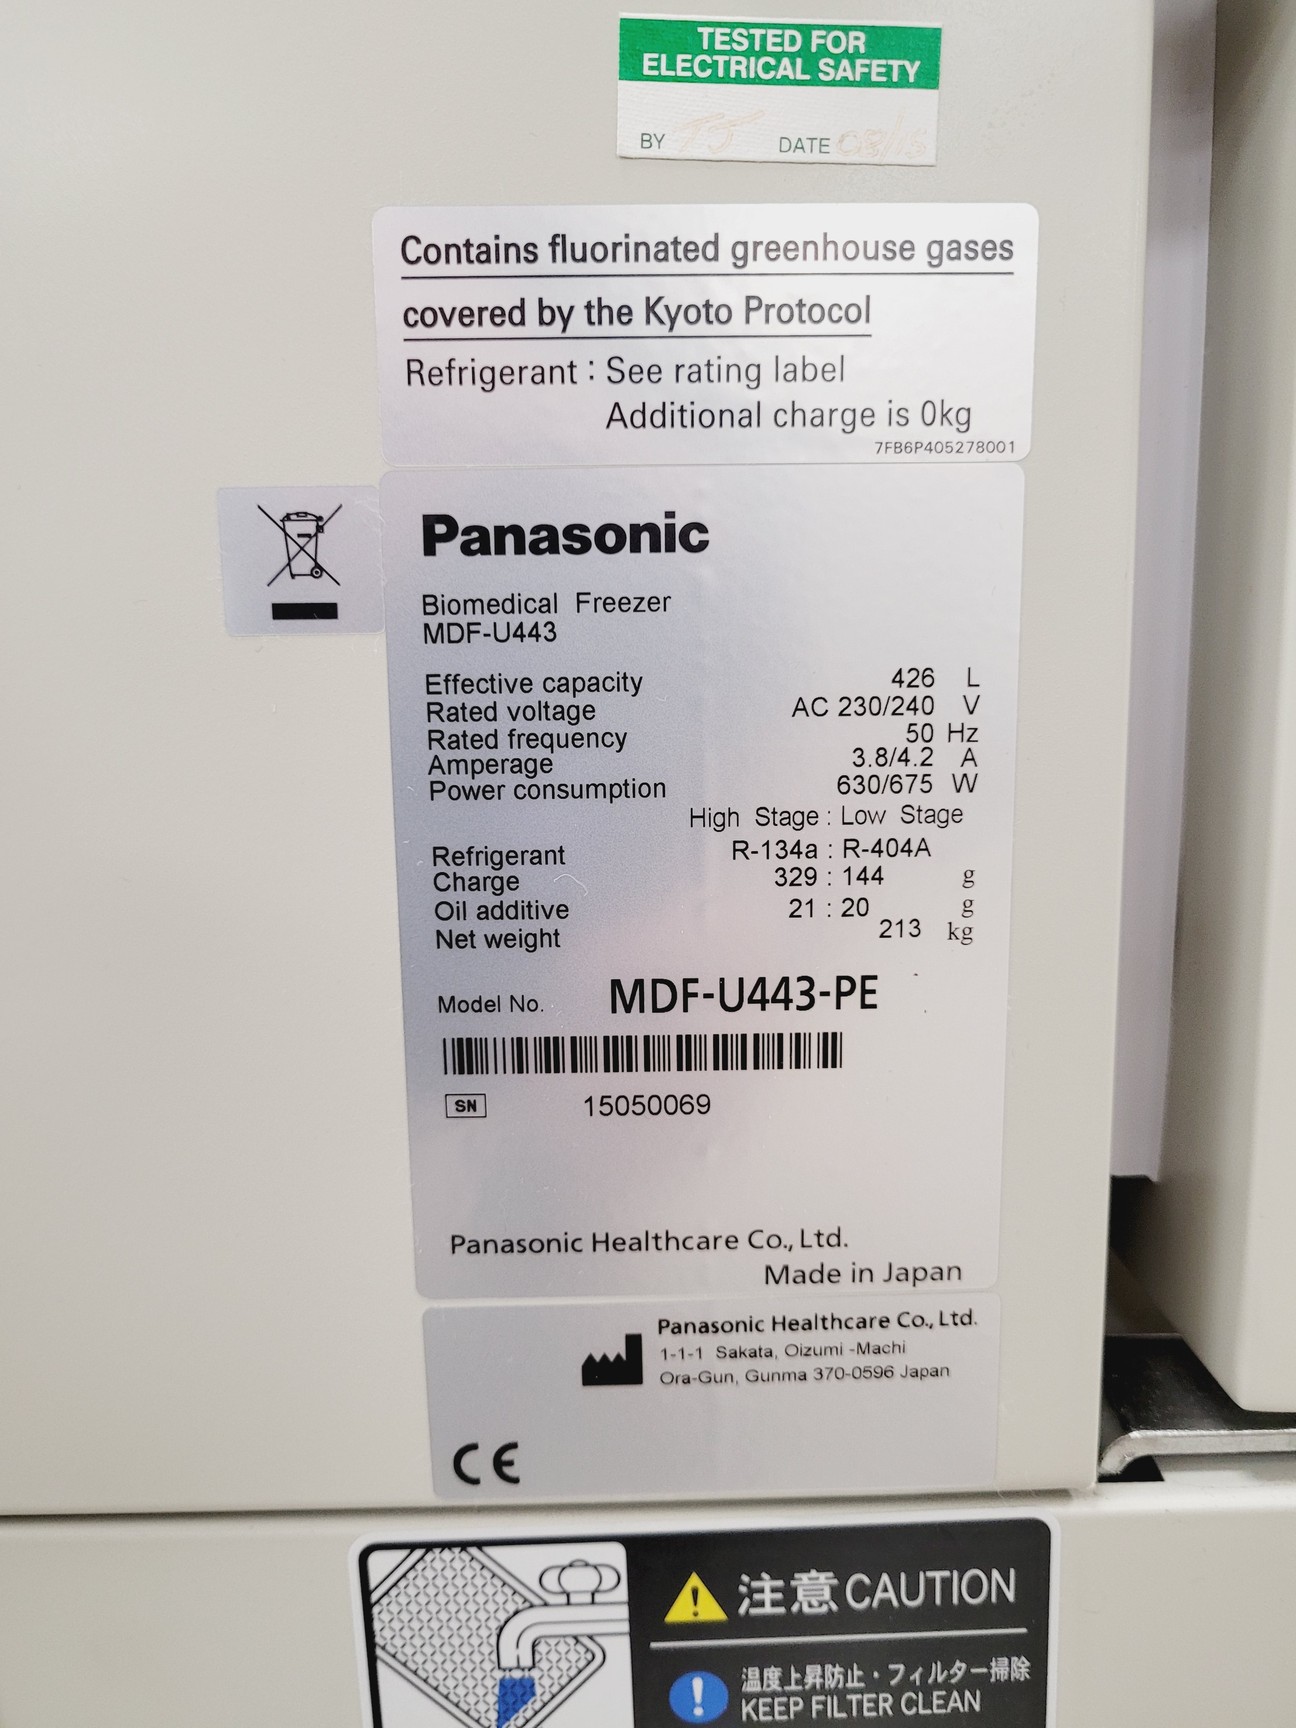 TESTED FOR
ELECTRICAL SAFETY
BY TJ DATE 08/15
Contains fluorinated greenhouse gases
covered by the Kyoto Protocol
Refrigerant : See rating label
Additional charge is 0kg
7FB6P405278001
Panasonic
Biomedical Freezer
MDF-U443
Effective capacity 426 L
Rated voltage AC 230/240 V
Rated frequency 50 Hz
Amperage 3.8/4.2 A
Power consumption 630/675 W
High Stage : Low Stage
Refrigerant R-134a : R-404A
Charge 329 : 144 g
Oil additive 21 : 20 g
Net weight 213 kg
Model No. MDF-U443-PE
SN 15050069
Panasonic Healthcare Co., Ltd.
Made in Japan
Panasonic Healthcare Co., Ltd.
1-1-1 Sakata, Oizumi -Machi
Ora-Gun, Gunma 370-0596 Japan
CE
注意 CAUTION
温度上昇防止・フィルター掃除
KEEP FILTER CLEAN